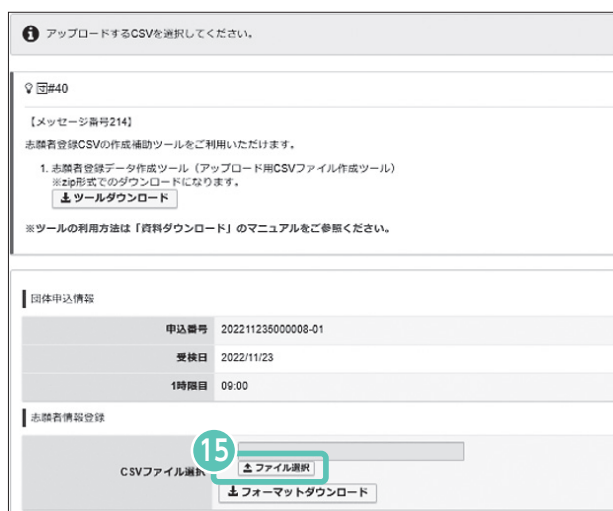 アップロードするCSVを選択してください。
#40
【メッセージ番号214】
志願者登録CSVの作成補助ツールをご利用いただけます。
1. 志願者登録データ作成ツール（アップロード用CSVファイル作成ツール）
※zip形式でのダウンロードになります。
ツールダウンロード
※ツールの利用方法は「資料ダウンロード」のマニュアルをご参照ください。
団体申込情報
申込番号 202211235000008-01
受検日 2022/11/23
1時限目 09:00
志願者情報登録
15
CSVファイル選択 ファイル選択
フォーマットダウンロード